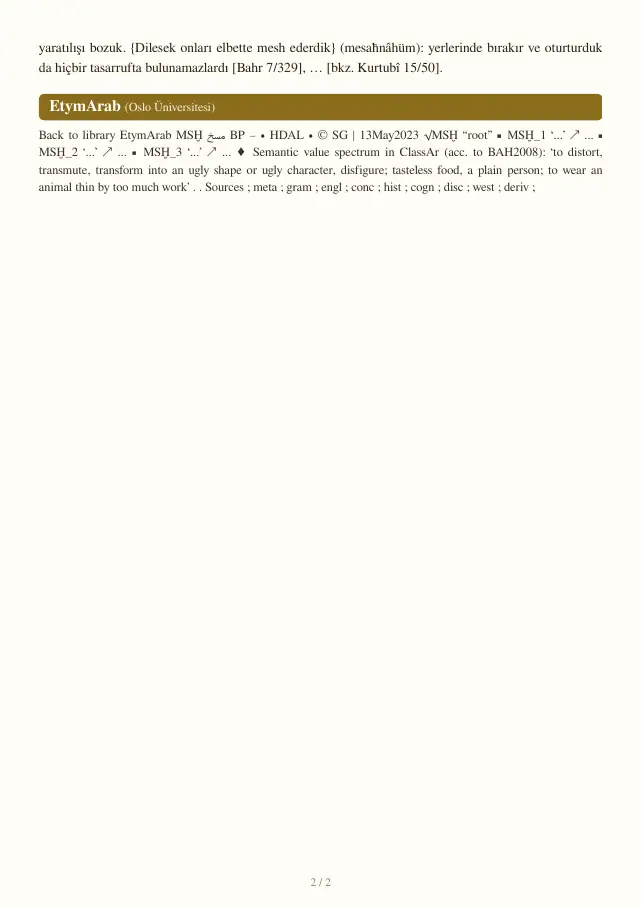 yaratılışı bozuk. {Dilesek onları elbette mesh ederdik} (mesaħnâhüm): yerlerinde bırakır ve oturturduk
da hiçbir tasarrufta bulunamazlardı [Bahr 7/329], … [bkz. Kurtubî 15/50].
EtymArab (Oslo Üniversitesi)
Back to library EtymArab MSḪ مسخ BP – • HDAL • © SG | 13May2023 √MSḪ “root” ▪ MSḪ_1 ‘...’ ↗ ... ▪
MSḪ_2 ‘...’ ↗ ... ▪ MSḪ_3 ‘...’ ↗ ... ♦ Semantic value spectrum in ClassAr (acc. to BAH2008): ‘to distort,
transmute, transform into an ugly shape or ugly character, disfigure; tasteless food, a plain person; to wear an
animal thin by too much work’ . . Sources ; meta ; gram ; engl ; conc ; hist ; cogn ; disc ; west ; deriv ;
2 / 2